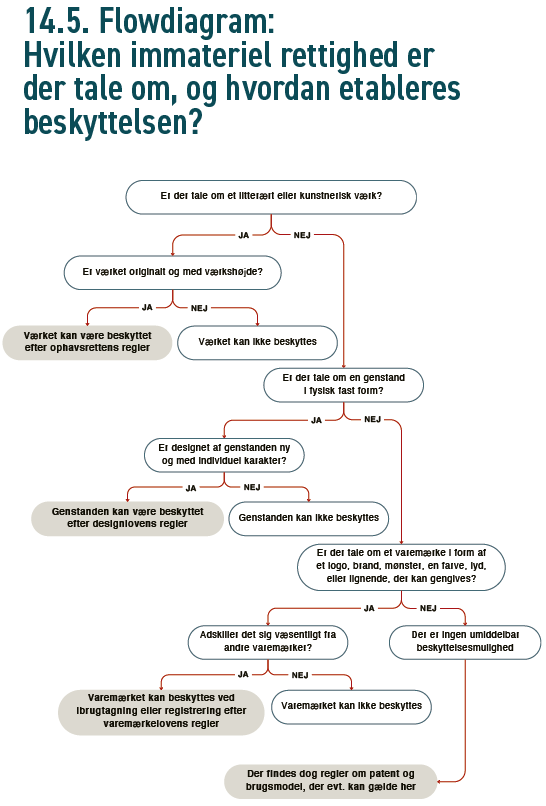 14.5. Flowdiagram:
Hvilken immateriel rettighed er
der tale om, og hvordan etableres
beskyttelsen?
Er der tale om et litterært eller kunstnerisk værk?
JA
NEJ
Er værket originalt og med værkshøjde?
JA
NEJ
Værket kan være beskyttet
efter ophavsrettens regler
Værket kan ikke beskyttes
Er der tale om en genstand
i fysisk fast form?
JA
NEJ
Er designet af genstanden ny
og med individuel karakter?
JA
NEJ
Genstanden kan være beskyttet
efter designlovens regler
Genstanden kan ikke beskyttes
Er der tale om et varemærke i form af
et logo, brand, mønster, en farve, lyd,
eller lignende, der kan gengives?
JA
NEJ
Adskiller det sig væsentligt fra
andre varemærker?
Der er ingen umiddelbar
beskyttelsesmulighed
JA
NEJ
Varemærket kan beskyttes ved
ibrugtagning eller registrering efter
varemærkelovens regler
Varemærket kan ikke beskyttes
Der findes dog regler om patent og
brugsmodel, der evt. kan gælde her